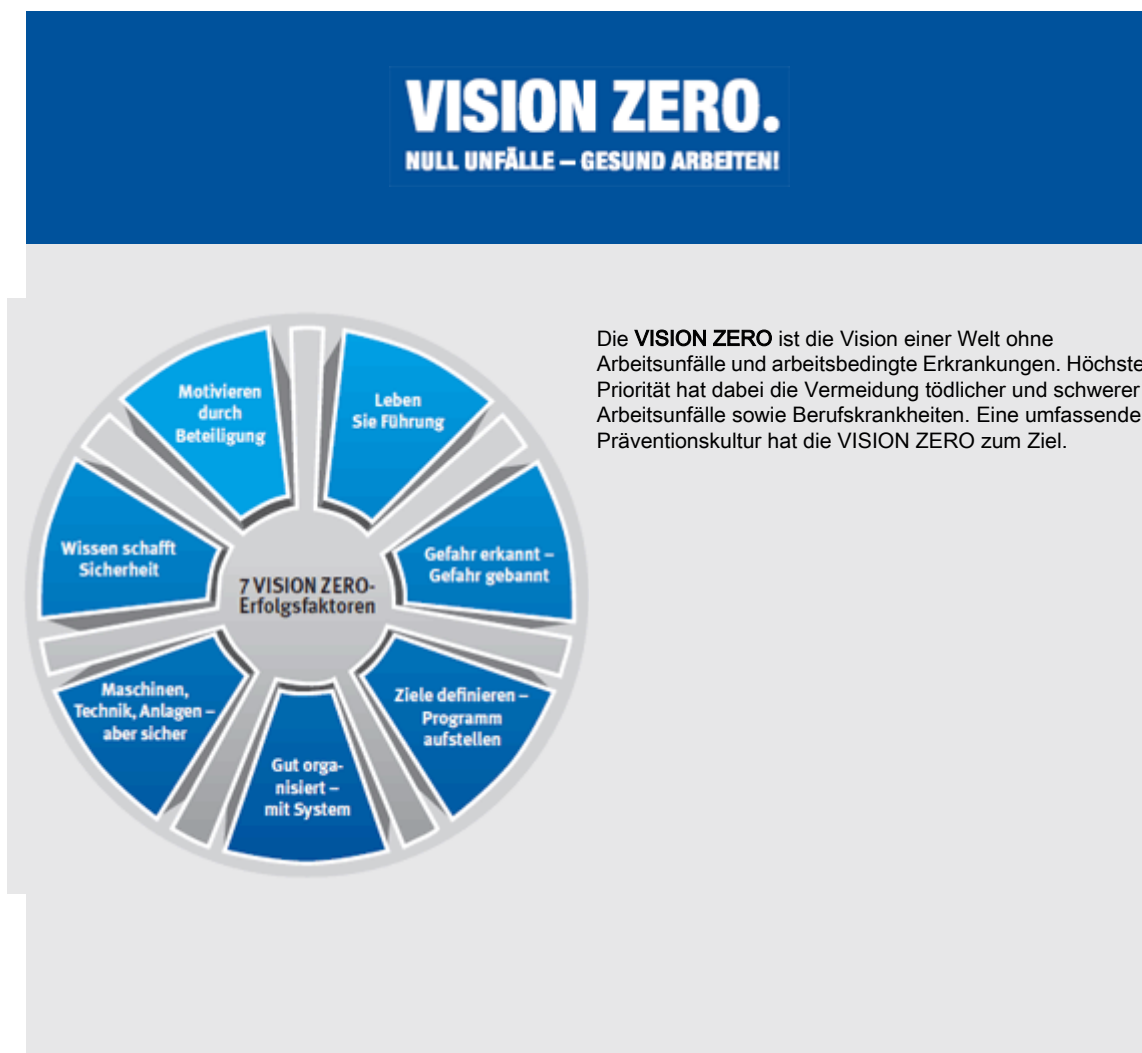 VISION ZERO.
NULL UNFÄLLE – GESUND ARBEITEN!
Die VISION ZERO ist die Vision einer Welt ohne
Arbeitsunfälle und arbeitsbedingte Erkrankungen. Höchste
Priorität hat dabei die Vermeidung tödlicher und schwerer
Arbeitsunfälle sowie Berufskrankheiten. Eine umfassende
Präventionskultur hat die VISION ZERO zum Ziel.
7 VISION ZERO-
Erfolgsfaktoren
Leben
Sie Führung
Gefahr erkannt –
Gefahr gebannt
Ziele definieren –
Programm
aufstellen
Gut orga-
nisiert –
mit System
Maschinen,
Technik, Anlagen –
aber sicher
Wissen schafft
Sicherheit
Motivieren
durch
Beteiligung